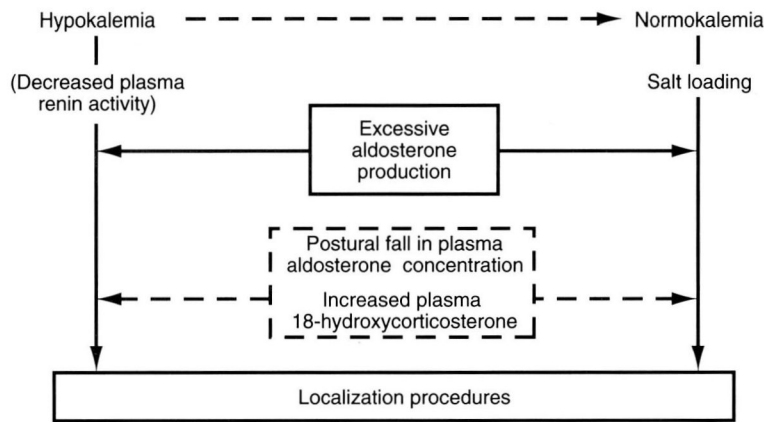 Hypokalemia
Normokalemia
(Decreased plasma
renin activity)
Salt loading
Excessive
aldosterone
production
Postural fall in plasma
aldosterone concentration
Increased plasma
18-hydroxycorticosterone
Localization procedures